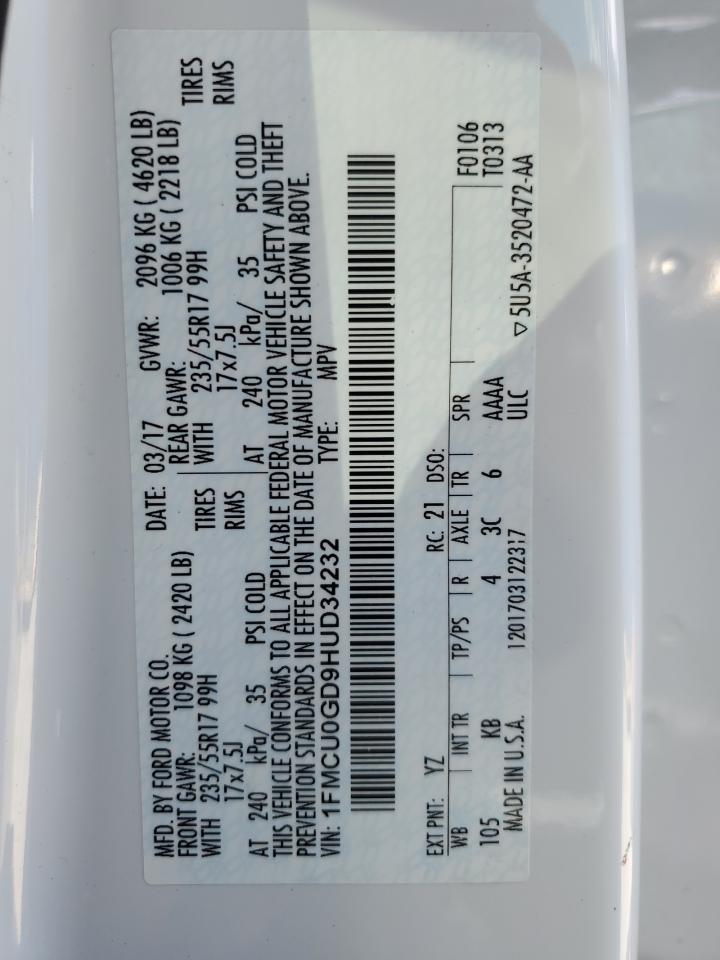 MFD. BY FORD MOTOR CO.
DATE: 03/17 GVWR: 2096 KG ( 4620 LB)
FRONT GAWR: 1098 KG ( 2420 LB) REAR GAWR: 1006 KG ( 2218 LB)
WITH 235/55R17 99H TIRES WITH 235/55R17 99H TIRES
17x7.5J RIMS 17x7.5J RIMS
AT 240 kPa/ 35 PSI COLD AT 240 kPa/ 35 PSI COLD
THIS VEHICLE CONFORMS TO ALL APPLICABLE FEDERAL MOTOR VEHICLE SAFETY AND THEFT
PREVENTION STANDARDS IN EFFECT ON THE DATE OF MANUFACTURE SHOWN ABOVE.
VIN: 1FMCU0GD9HUD34232 TYPE: MPV
EXT PNT: YZ RC: 21 DSO: F0106
WB INT TR TP/PS R AXLE TR SPR T0313
105 KB 4 3C 6 AAAA
MADE IN U.S.A. 1201703122317 ULC ▽5U5A-3520472-AA